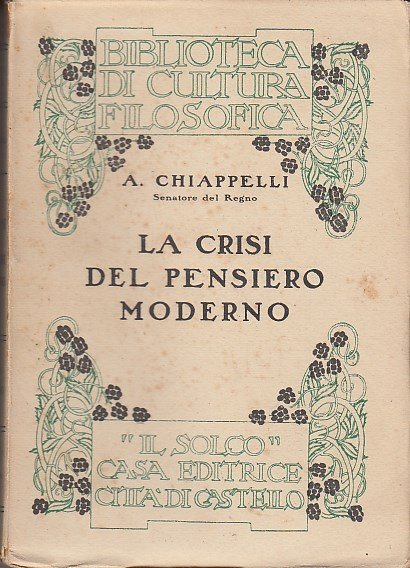 BIBLIOTECA
DI CULTURA
FILOSOFICA
A. CHIAPPELLI
Senatore del Regno
LA CRISI
DEL PENSIERO
MODERNO
"IL SOLCO"
CASA EDITRICE
CITTÀ DI CASTELLO